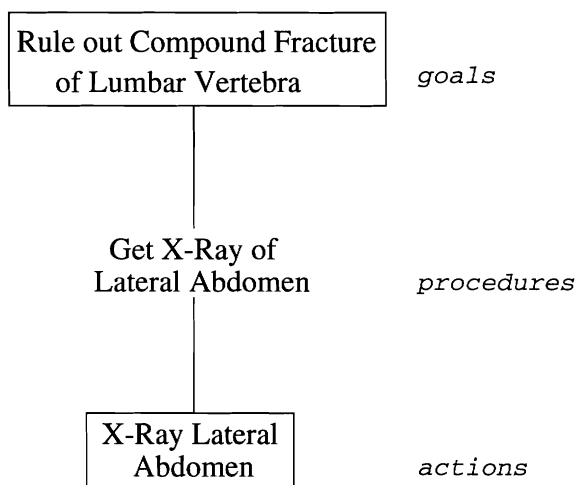 Rule out Compound Fracture
of Lumbar Vertebra
goals
Get X-Ray of
Lateral Abdomen
procedures
X-Ray Lateral
Abdomen
actions